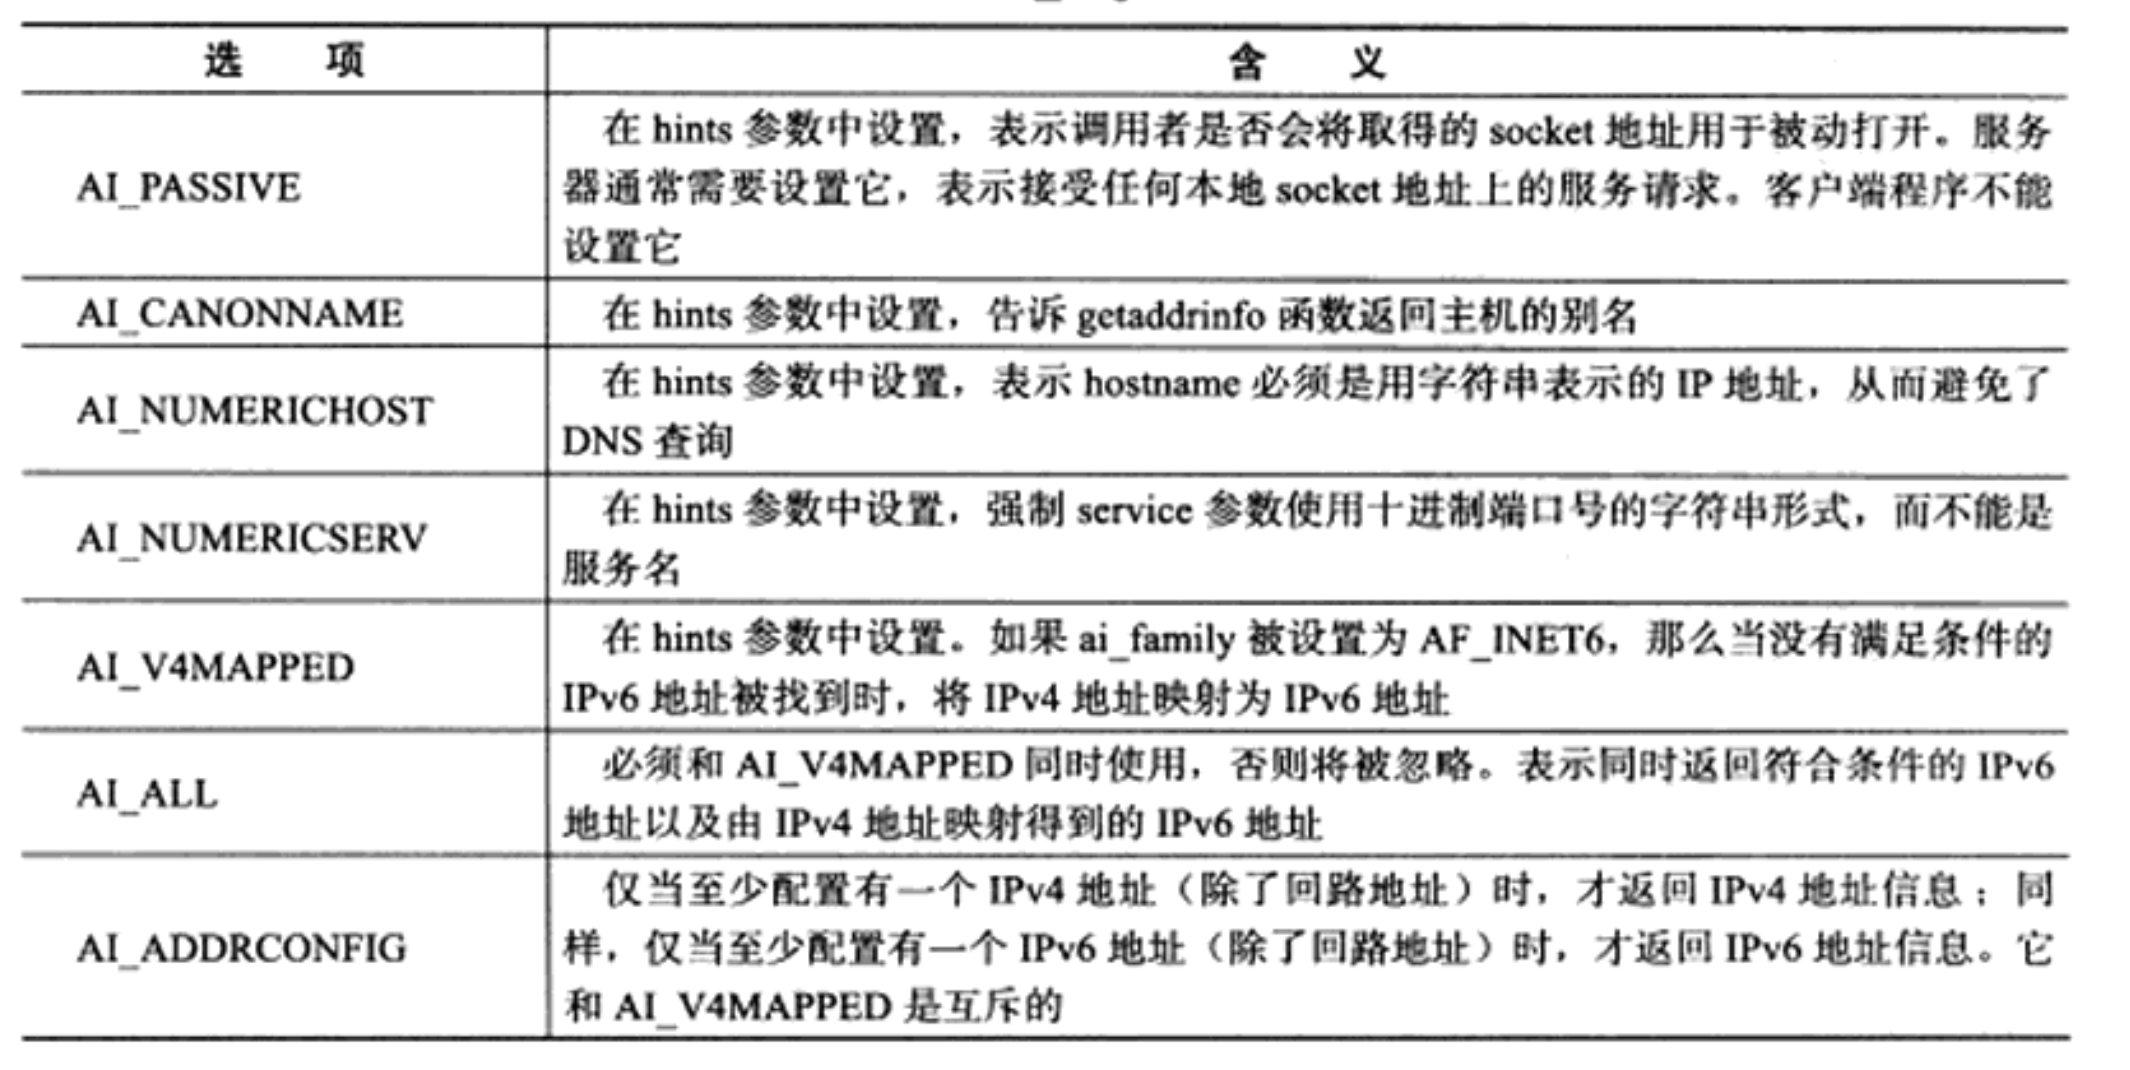 选 项 含 义
在 hints 参数中设置，表示调用者是否会将取得的 socket 地址用于被动打开。服务
AI_PASSIVE
器通常需要设置它，表示接受任何本地 socket 地址上的服务请求。客户端程序不能
设置它
AI_CANONNAME 在 hints 参数中设置，告诉 getaddrinfo 函数返回主机的别名
在 hints 参数中设置，表示 hostname 必须是用字符串表示的 IP 地址，从而避免了
AI_NUMERICHOST
DNS 查询
在 hints 参数中设置，强制 service 参数使用十进制端口号的字符串形式，而不能是
AI_NUMERICSERV
服务名
在 hints 参数中设置。如果 ai_family 被设置为 AF_INET6，那么当没有满足条件的
AI_V4MAPPED
IPv6 地址被找到时，将 IPv4 地址映射为 IPv6 地址
必须和 AI_V4MAPPED 同时使用，否则将被忽略。表示同时返回符合条件的 IPv6
AI_ALL
地址以及由 IPv4 地址映射得到的 IPv6 地址
仅当至少配置有一个 IPv4 地址（除了回路地址）时，才返回 IPv4 地址信息；同
AI_ADDRCONFIG
样，仅当至少配置有一个 IPv6 地址（除了回路地址）时，才返回 IPv6 地址信息。它
和 AI_V4MAPPED 是互斥的